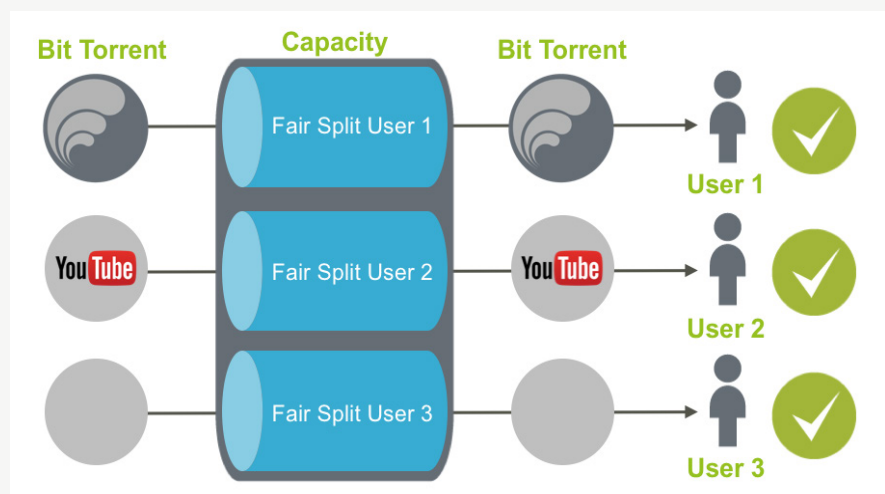 Bit Torrent
Capacity
Bit Torrent
Fair Split User 1
User 1
YouTube
Fair Split User 2
YouTube
User 2
Fair Split User 3
User 3